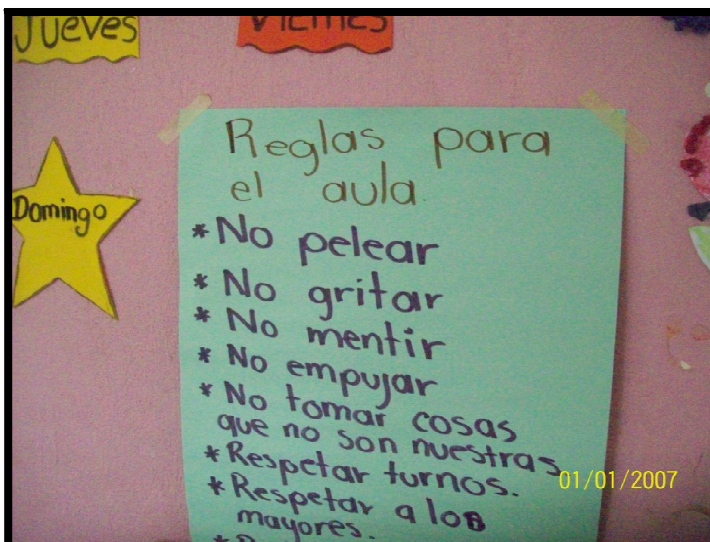 Jueves
Viernes
Domingo
Reglas para
el aula
*No pelear
*No gritar
*No mentir
*No empujar
*No tomar cosas
que no son nuestras
*Respetar turnos.
*Respetar a los
mayores.
01/01/2007